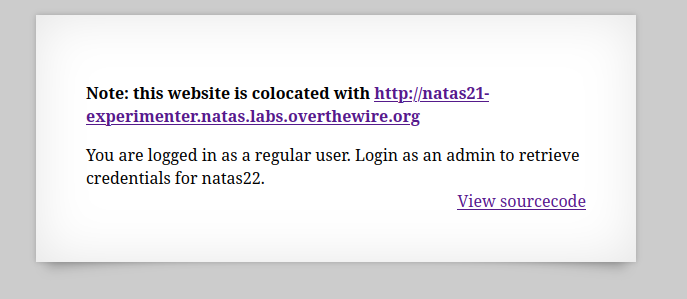 Note: this website is colocated with http://natas21-
experimenter.natas.labs.overthewire.org
You are logged in as a regular user. Login as an admin to retrieve
credentials for natas22.
View sourcecode